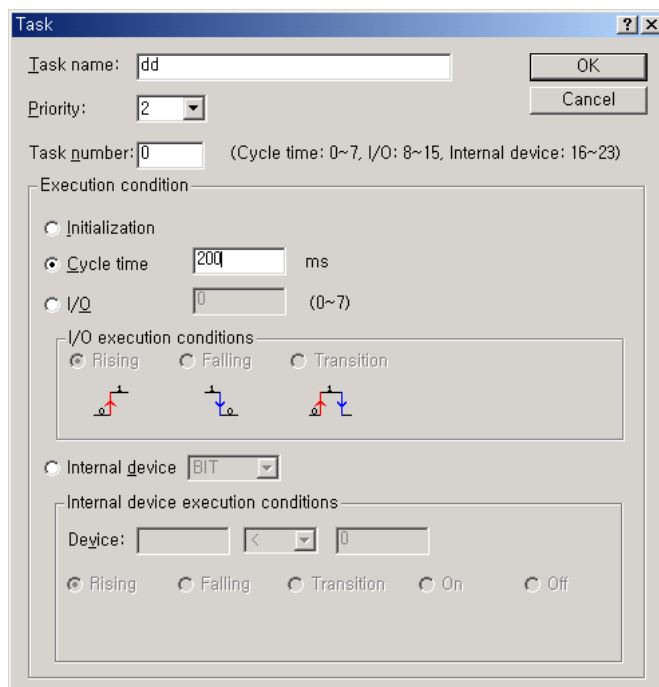 Task
Task name: dd
OK
Priority: 2
Cancel
Task number: 0 (Cycle time: 0~7, I/O: 8~15, Internal device: 16~23)
Execution condition
Initialization
Cycle time 200 ms
I/O 0 (0~7)
I/O execution conditions
Rising Falling Transition
1 1 1
0 0 0
Internal device BIT
Internal device execution conditions
Device: < 0
Rising Falling Transition On Off